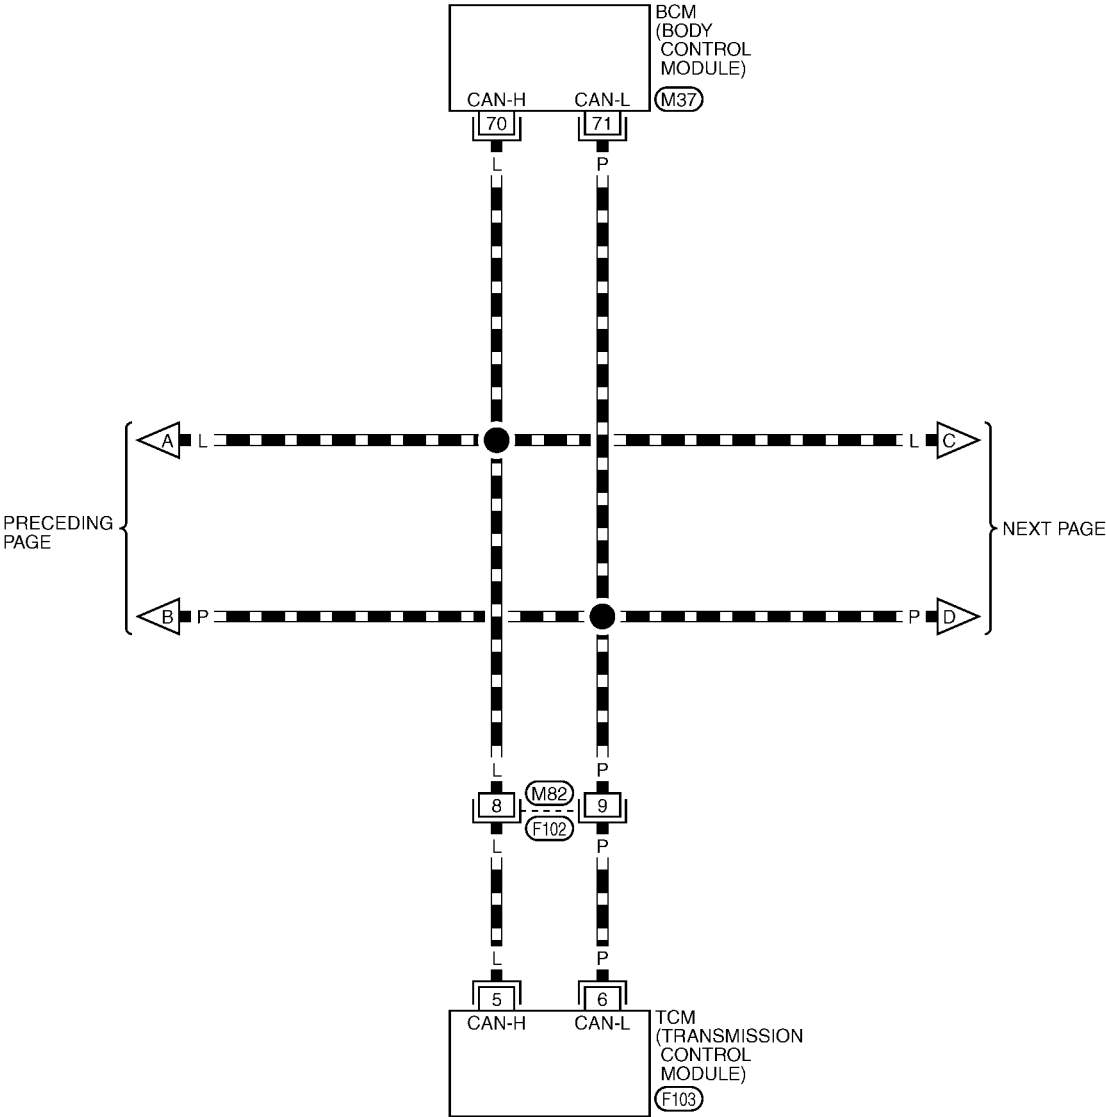 BCM
(BODY
CONTROL
MODULE)
CAN-H
CAN-L
M37
70
71
L
P
A
L
L
C
PRECEDING
PAGE
NEXT PAGE
B
P
P
D
L
P
8
M82
9
F102
L
P
L
P
5
6
CAN-H
CAN-L
TCM
(TRANSMISSION
CONTROL
MODULE)
F103